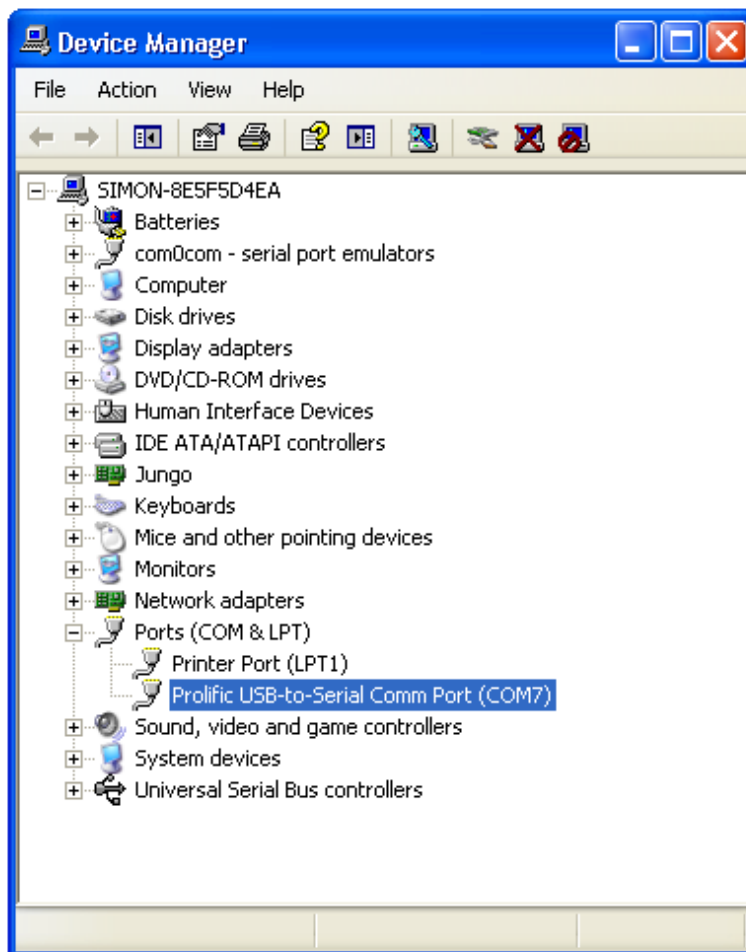 Device Manager
File Action View Help
SIMON-8E5F5D4EA
Batteries
com0com - serial port emulators
Computer
Disk drives
Display adapters
DVD/CD-ROM drives
Human Interface Devices
IDE ATA/ATAPI controllers
Jungo
Keyboards
Mice and other pointing devices
Monitors
Network adapters
Ports (COM & LPT)
Printer Port (LPT1)
Prolific USB-to-Serial Comm Port (COM7)
Sound, video and game controllers
System devices
Universal Serial Bus controllers